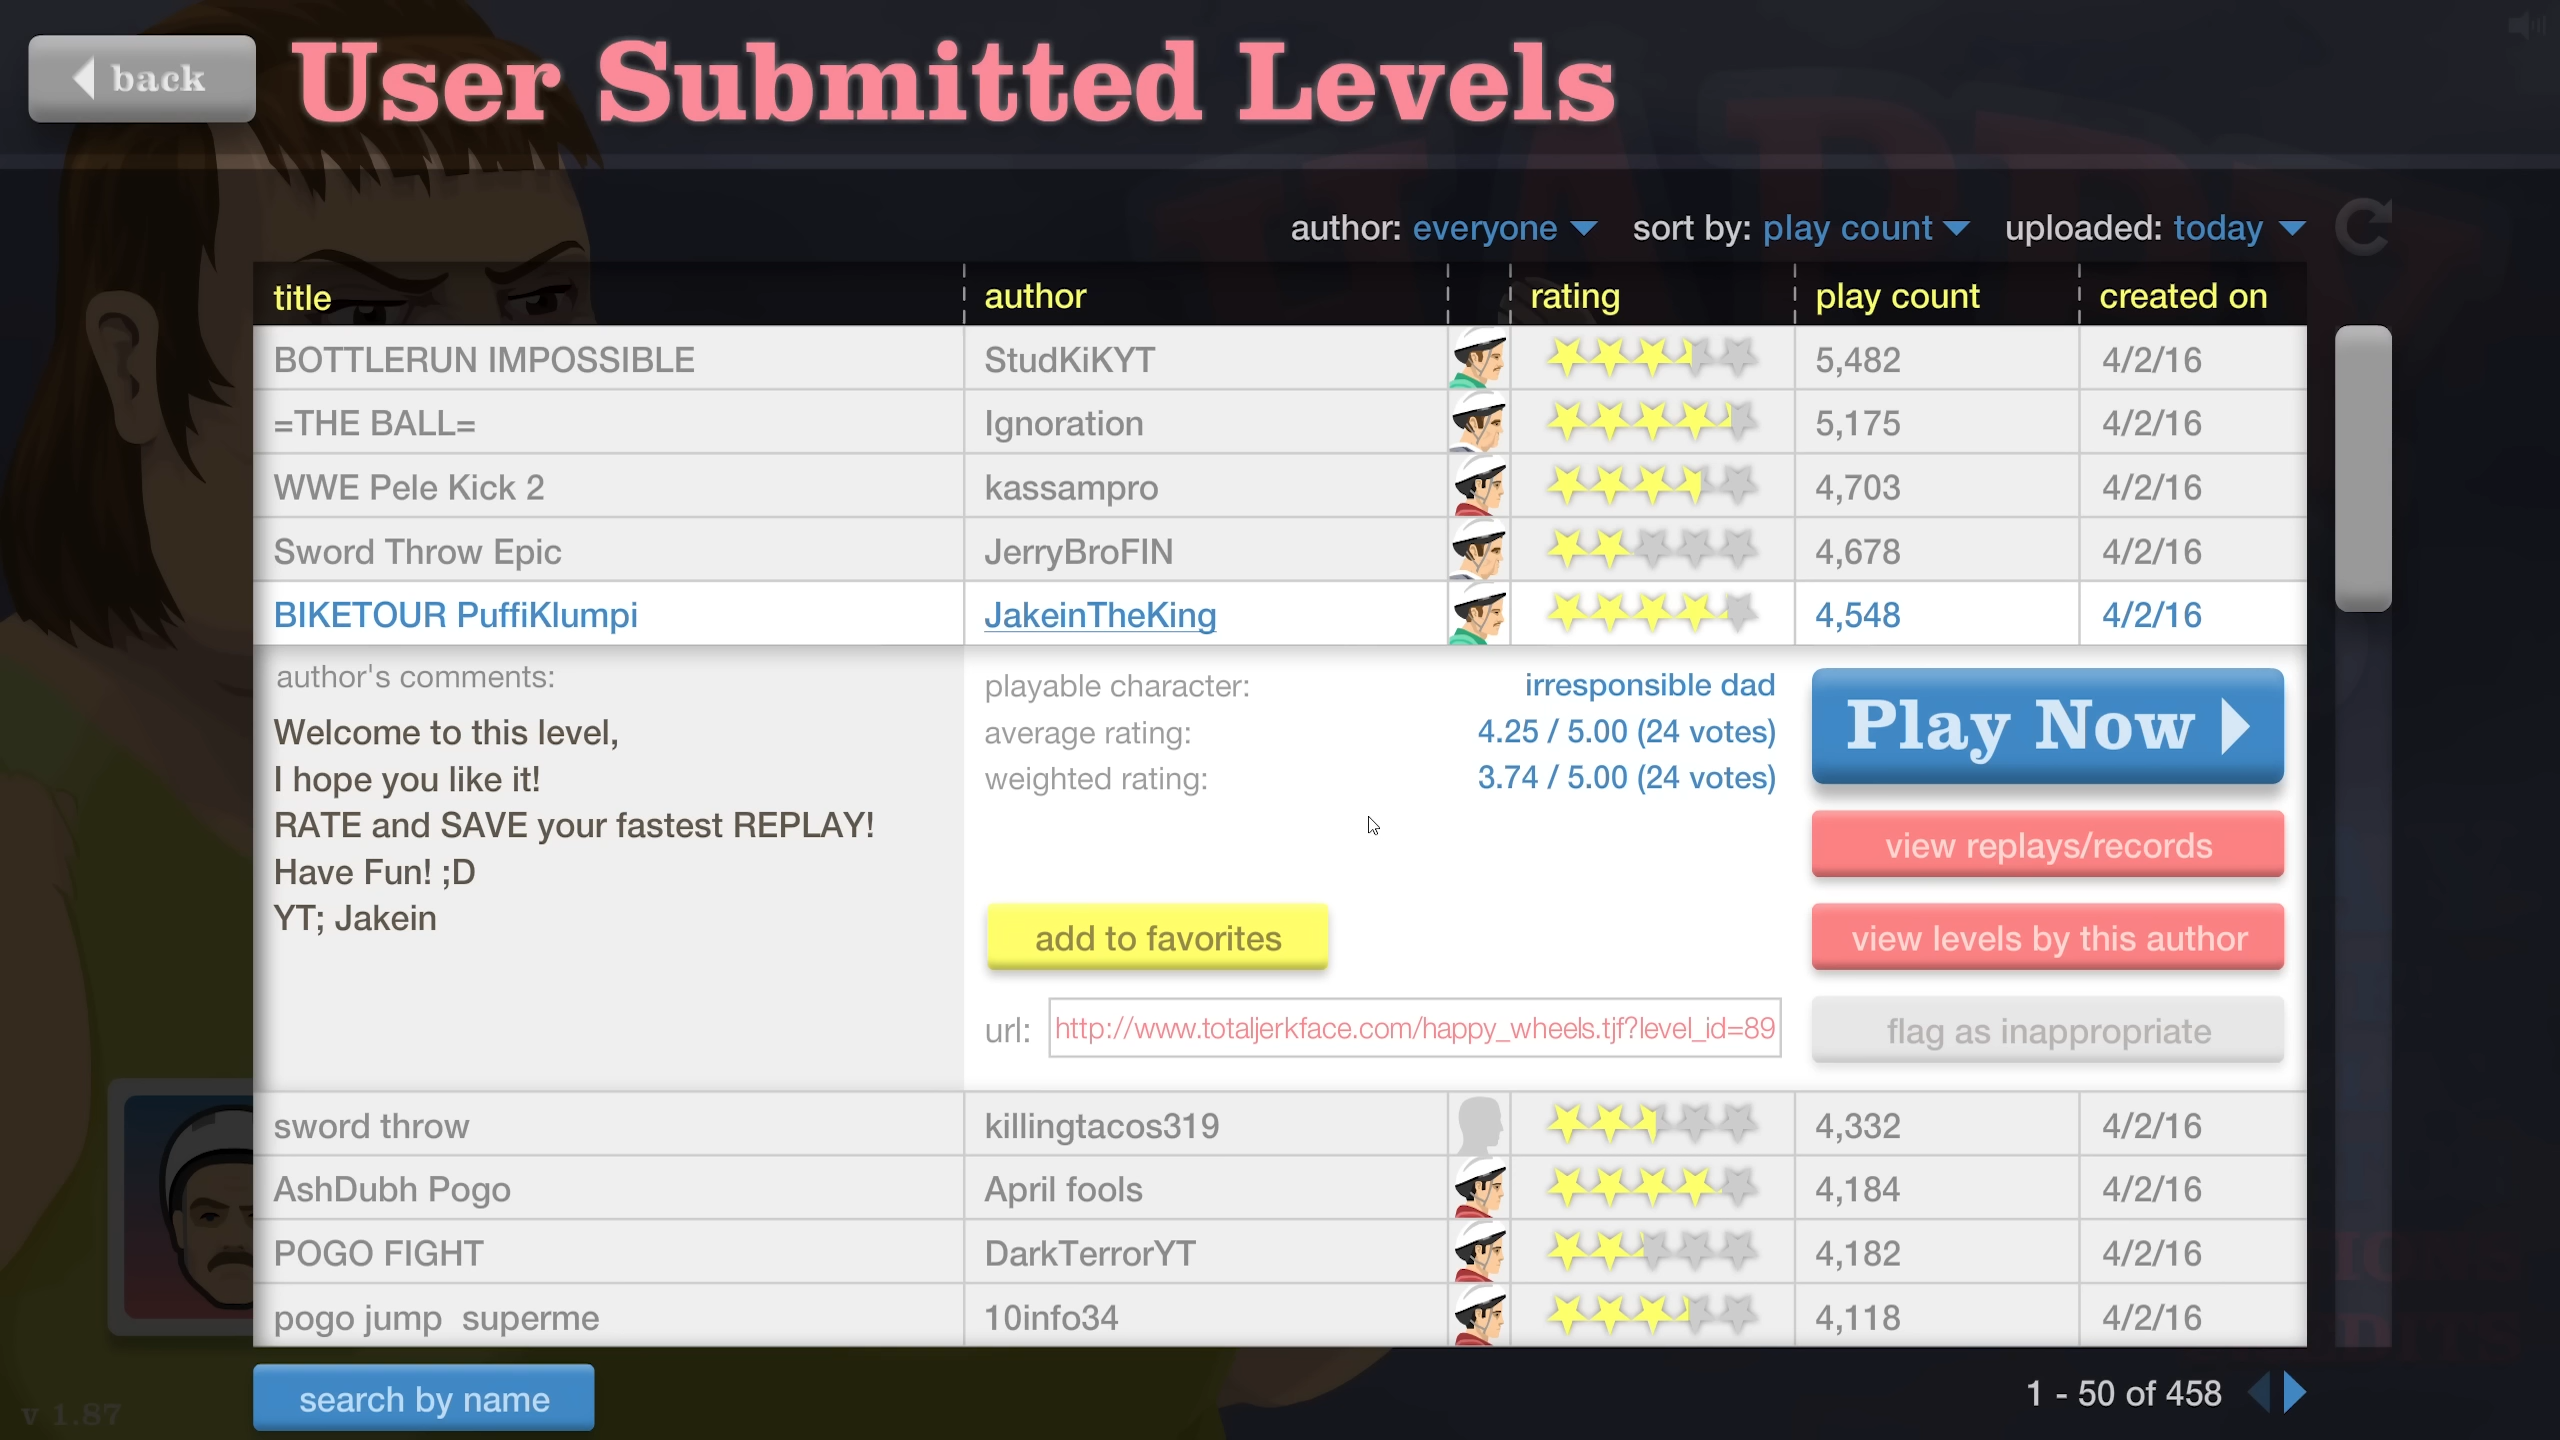 back
User Submitted Levels
author: everyone sort by: play count uploaded: today
title author rating play count created on
BOTTLERUN IMPOSSIBLE StudKiKYT 5,482 4/2/16
=THE BALL= Ignoration 5,175 4/2/16
WWE Pele Kick 2 kassampro 4,703 4/2/16
Sword Throw Epic JerryBroFIN 4,678 4/2/16
BIKETOUR PuffiKlumpi JakeinTheKing 4,548 4/2/16
author's comments:
Welcome to this level,
I hope you like it!
RATE and SAVE your fastest REPLAY!
Have Fun! ;D
YT; Jakein
playable character: irresponsible dad
average rating: 4.25 / 5.00 (24 votes)
weighted rating: 3.74 / 5.00 (24 votes)
add to favorites
url: http://www.totaljerkface.com/happy_wheels.tjf?level_id=89
Play Now
view replays/records
view levels by this author
flag as inappropriate
sword throw killingtacos319 4,332 4/2/16
AshDubh Pogo April fools 4,184 4/2/16
POGO FIGHT DarkTerrorYT 4,182 4/2/16
pogo jump superme 10info34 4,118 4/2/16
search by name
1 - 50 of 458
v 1.87